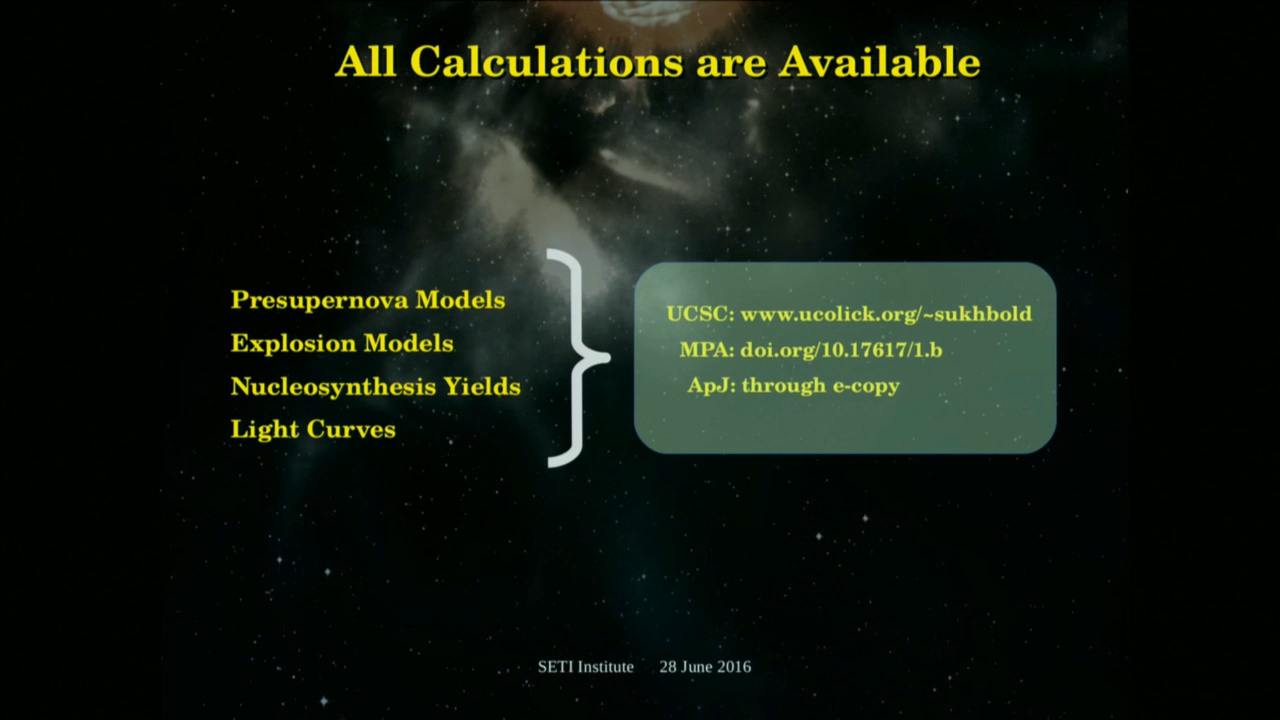 All Calculations are Available
Presupernova Models
Explosion Models
Nucleosynthesis Yields
Light Curves
UCSC: www.ucolick.org/~sukhbold
MPA: doi.org/10.17617/1.b
ApJ: through e-copy
SETI Institute 28 June 2016